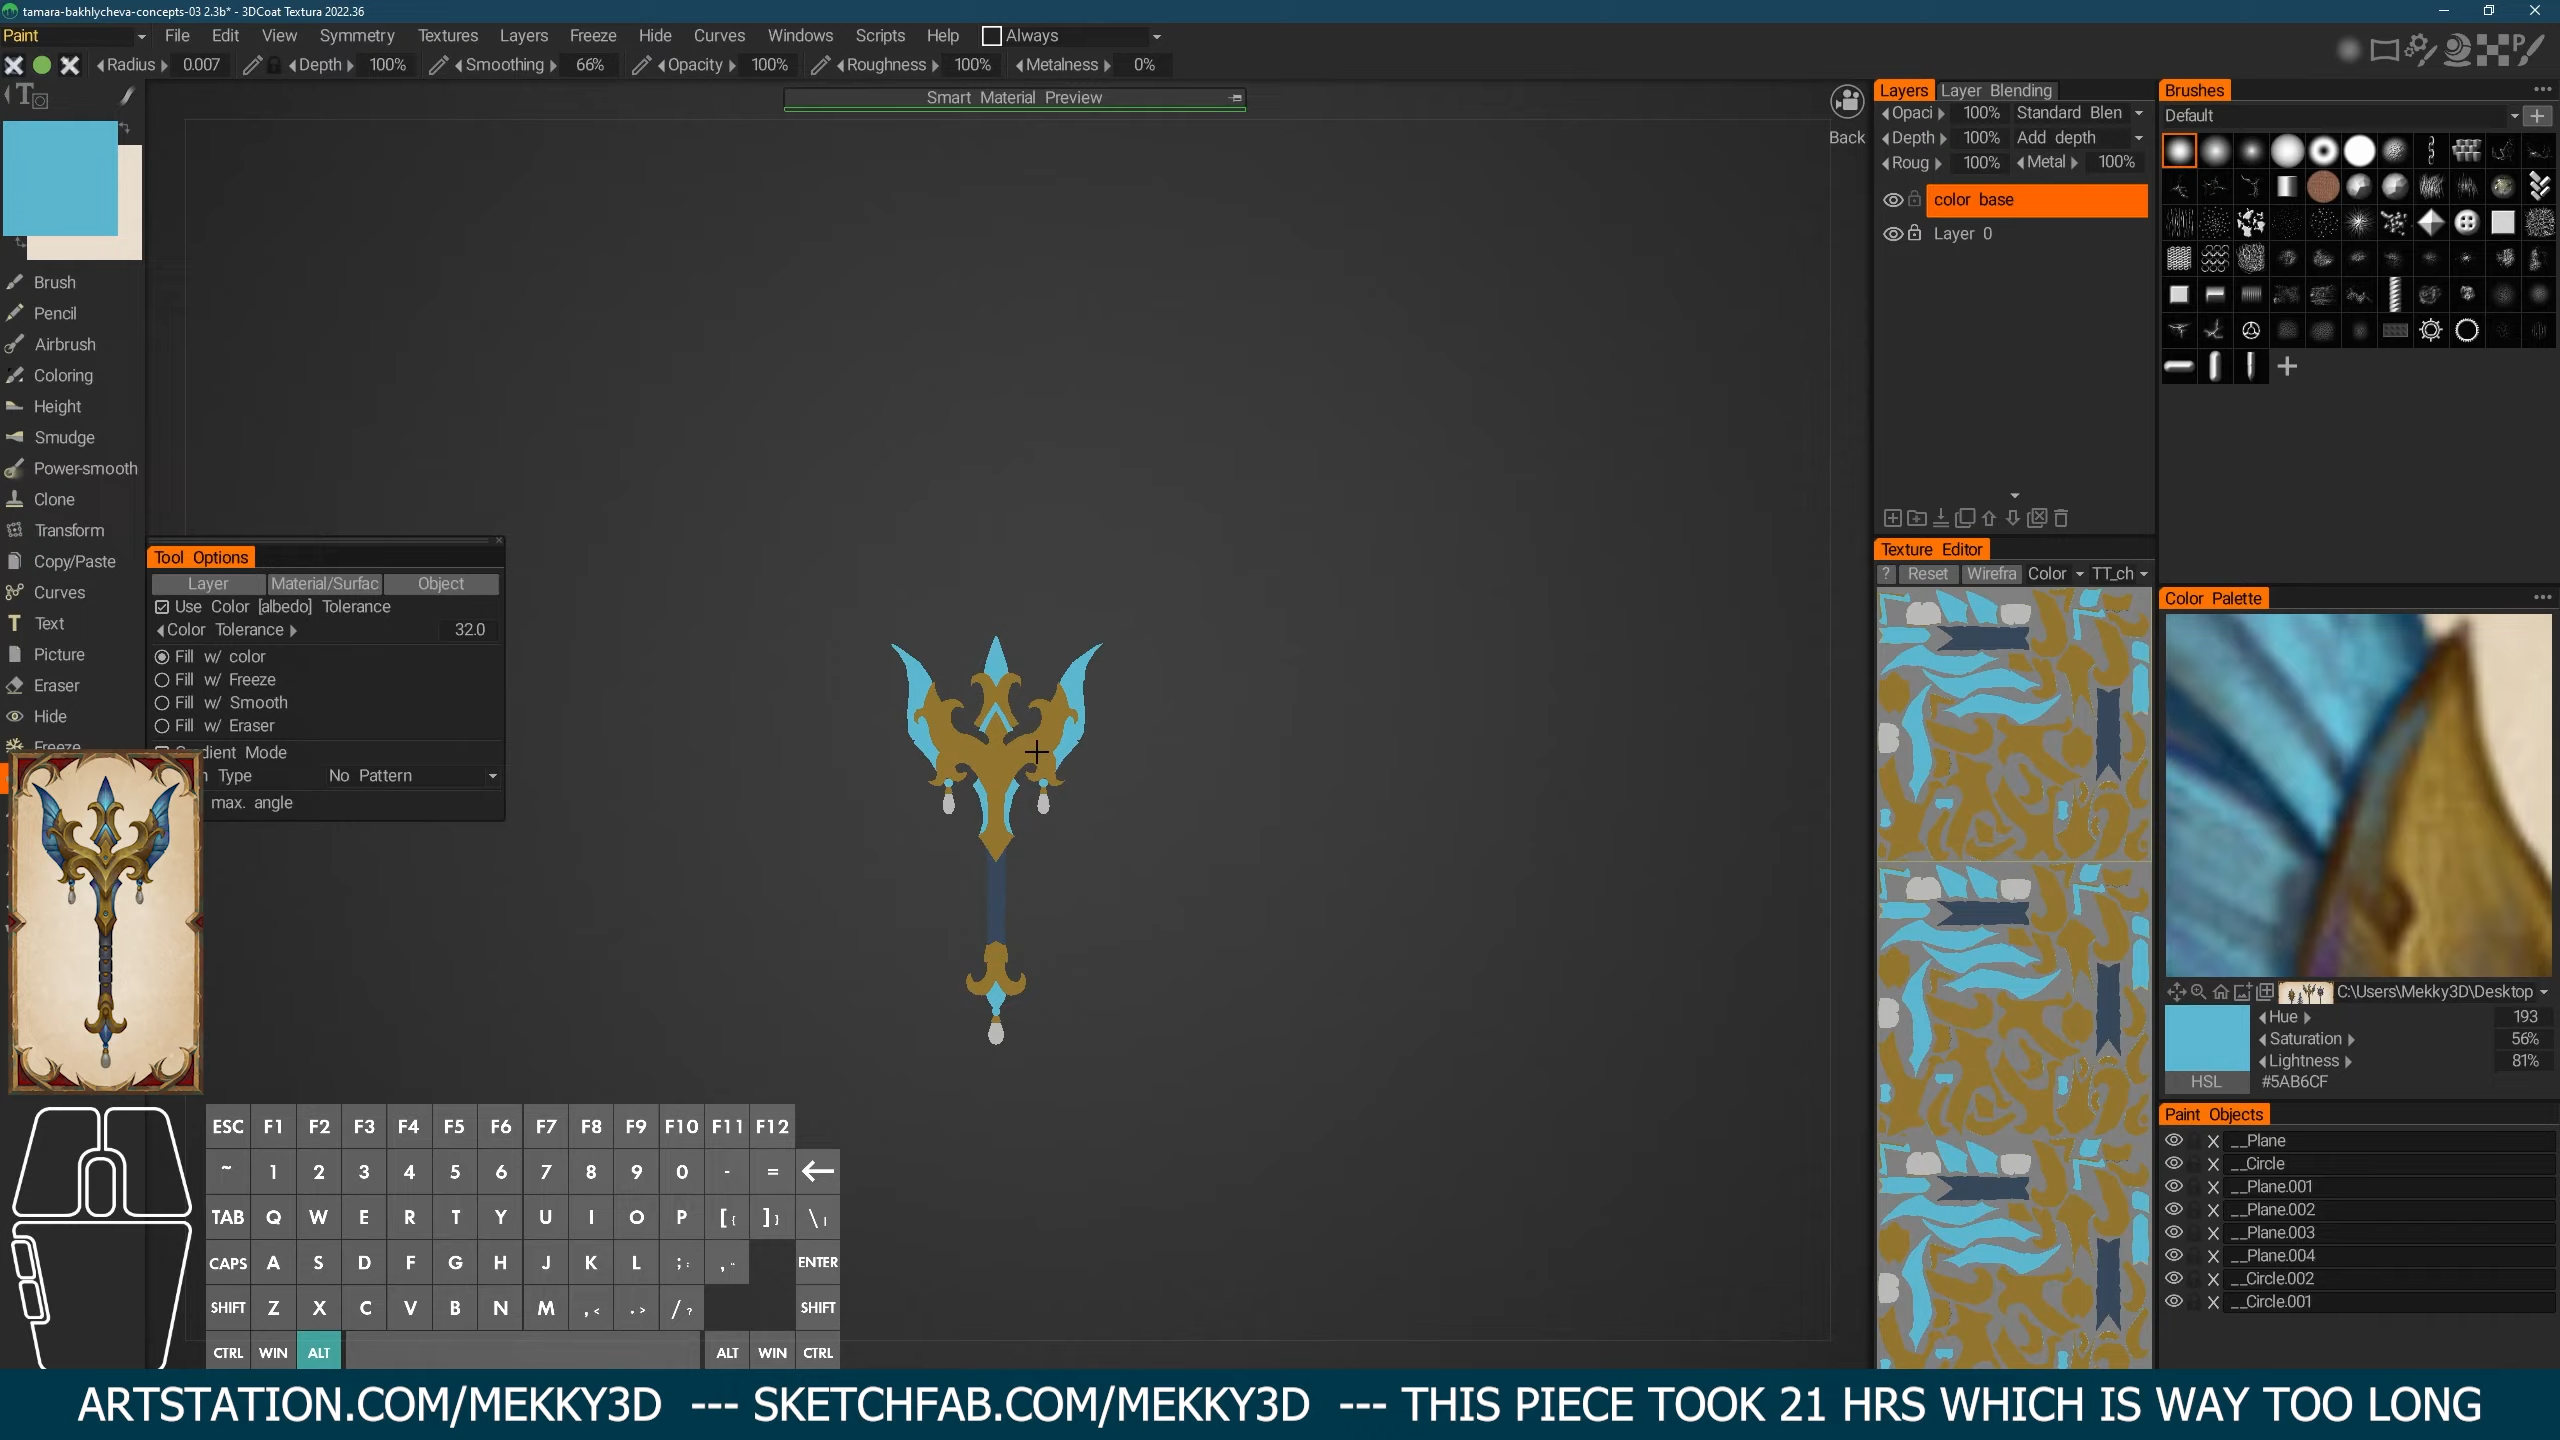 tamara-bakhlycheva-concepts-03 2.3b* - 3DCoat Textura 2022.36
Paint File Edit View Symmetry Textures Layers Freeze Hide Curves Windows Scripts Help Always
Radius 0.007 Depth 100% Smoothing 66% Opacity 100% Roughness 100% Metalness 0%
Smart Material Preview
Back
Brush
Pencil
Airbrush
Coloring
Height
Smudge
Power-smooth
Clone
Transform
Copy/Paste
Curves
Text
Picture
Eraser
Hide
Freeze
Tool Options
Layer Material/Surfac Object
Use Color [albedo] Tolerance
Color Tolerance 32.0
Fill w/ color
Fill w/ Freeze
Fill w/ Smooth
Fill w/ Eraser
dient Mode
Type No Pattern
max. angle
Layers Layer Blending
Opaci 100% Standard Blen
Depth 100% Add depth
Roug 100% Metal 100%
color base
Layer 0
Texture Editor
? Reset Wirefra Color TT_ch
Brushes
Default
Color Palette
C:\Users\Mekky3D\Desktop
Hue 193
Saturation 56%
Lightness 81%
HSL #5AB6CF
Paint Objects
X __Plane
X __Circle
X __Plane.001
X __Plane.002
X __Plane.003
X __Plane.004
X __Circle.002
X __Circle.001
ESC F1 F2 F3 F4 F5 F6 F7 F8 F9 F10 F11 F12
~ 1 2 3 4 5 6 7 8 9 0 - = ←
TAB Q W E R T Y U I O P [{ ]} \|
CAPS A S D F G H J K L ;: ," ENTER
SHIFT Z X C V B N M ,< .> /? SHIFT
CTRL WIN ALT ALT WIN CTRL
ARTSTATION.COM/MEKKY3D --- SKETCHFAB.COM/MEKKY3D --- THIS PIECE TOOK 21 HRS WHICH IS WAY TOO LONG